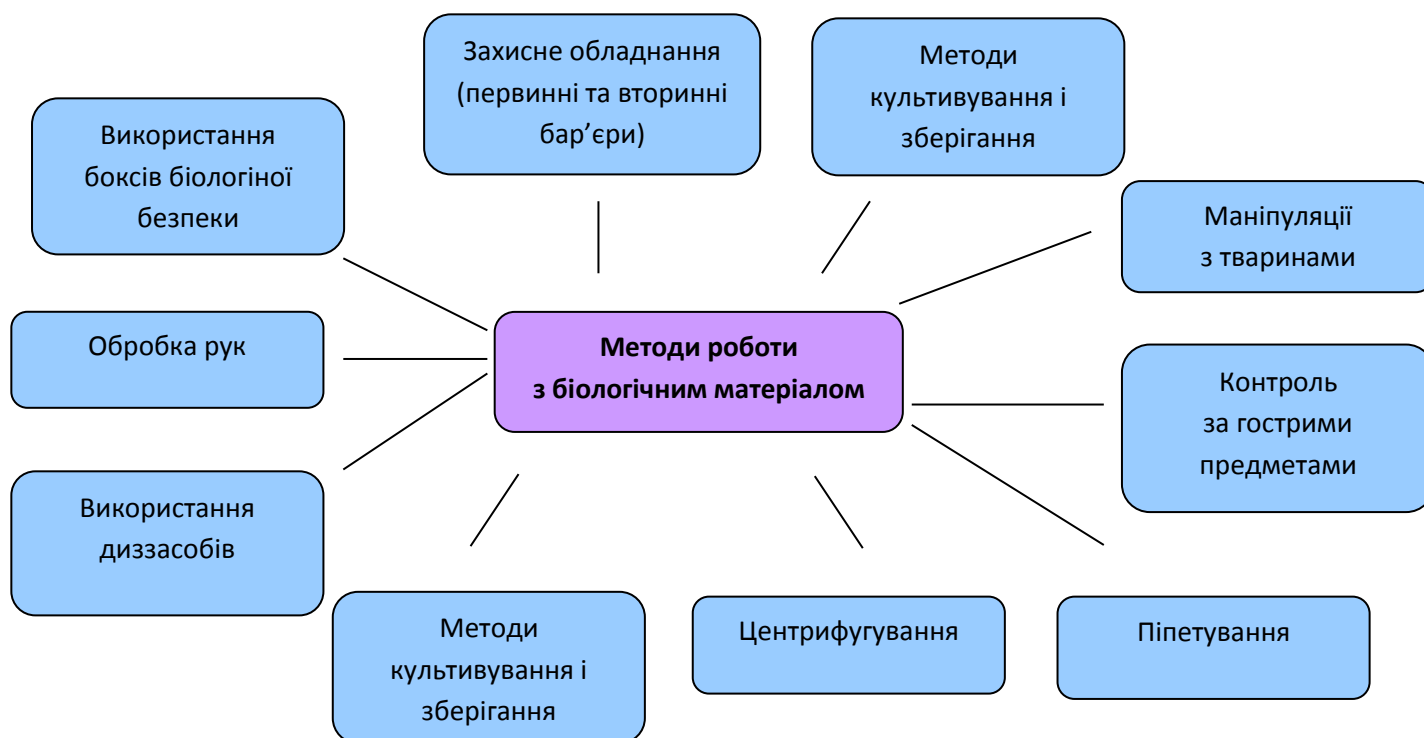 Захисне обладнання
(первинні та вторинні
бар’єри)
Методи
культивування і
зберігання
Використання
боксів біологіної
безпеки
Маніпуляції
з тваринами
Обробка рук
Методи роботи
з біологічним матеріалом
Контроль
за гострими
предметами
Використання
диззасобів
Методи
культивування і
зберігання
Центрифугування
Піпетування